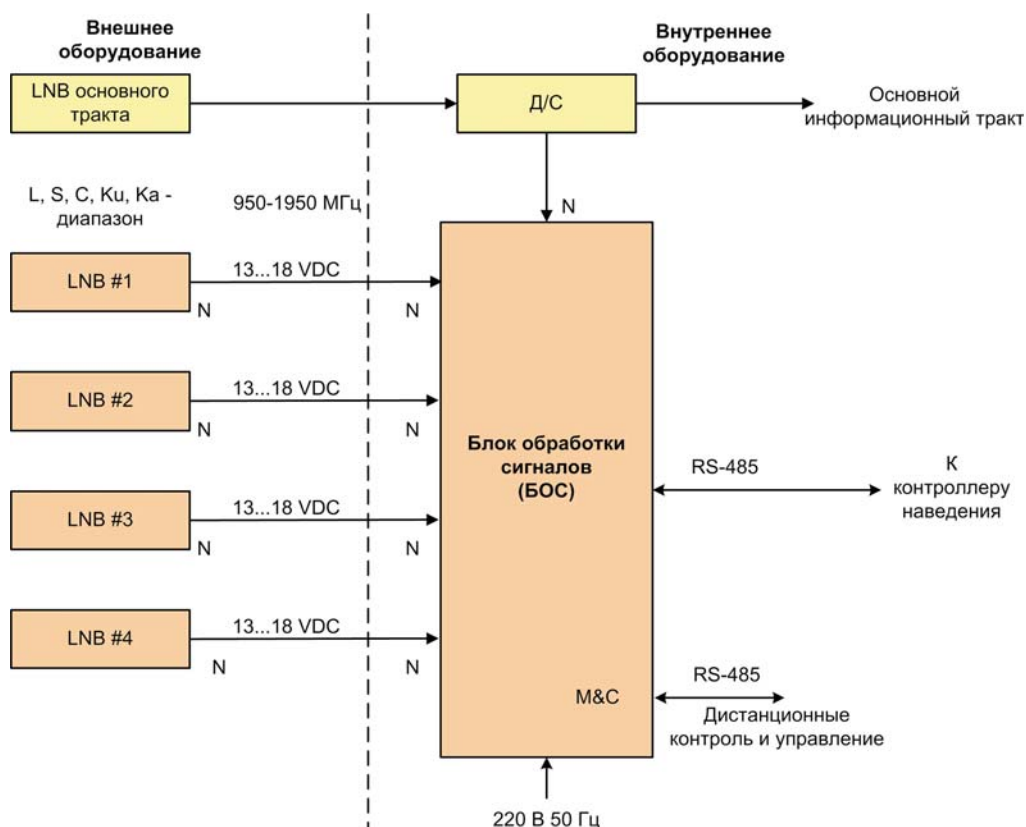 Внешнее
оборудование
Внутреннее
оборудование
LNB основного
тракта
Д/С
Основной
информационный тракт
L, S, C, Ku, Ka -
диапазон
950-1950 МГц
N
LNB #1
13...18 VDC
N
N
LNB #2
13...18 VDC
N
N
Блок обработки
сигналов
(БОС)
RS-485
К
контроллеру
наведения
LNB #3
13...18 VDC
N
N
LNB #4
13...18 VDC
N
N
M&C
RS-485
Дистанционные
контроль и управление
220 В 50 Гц